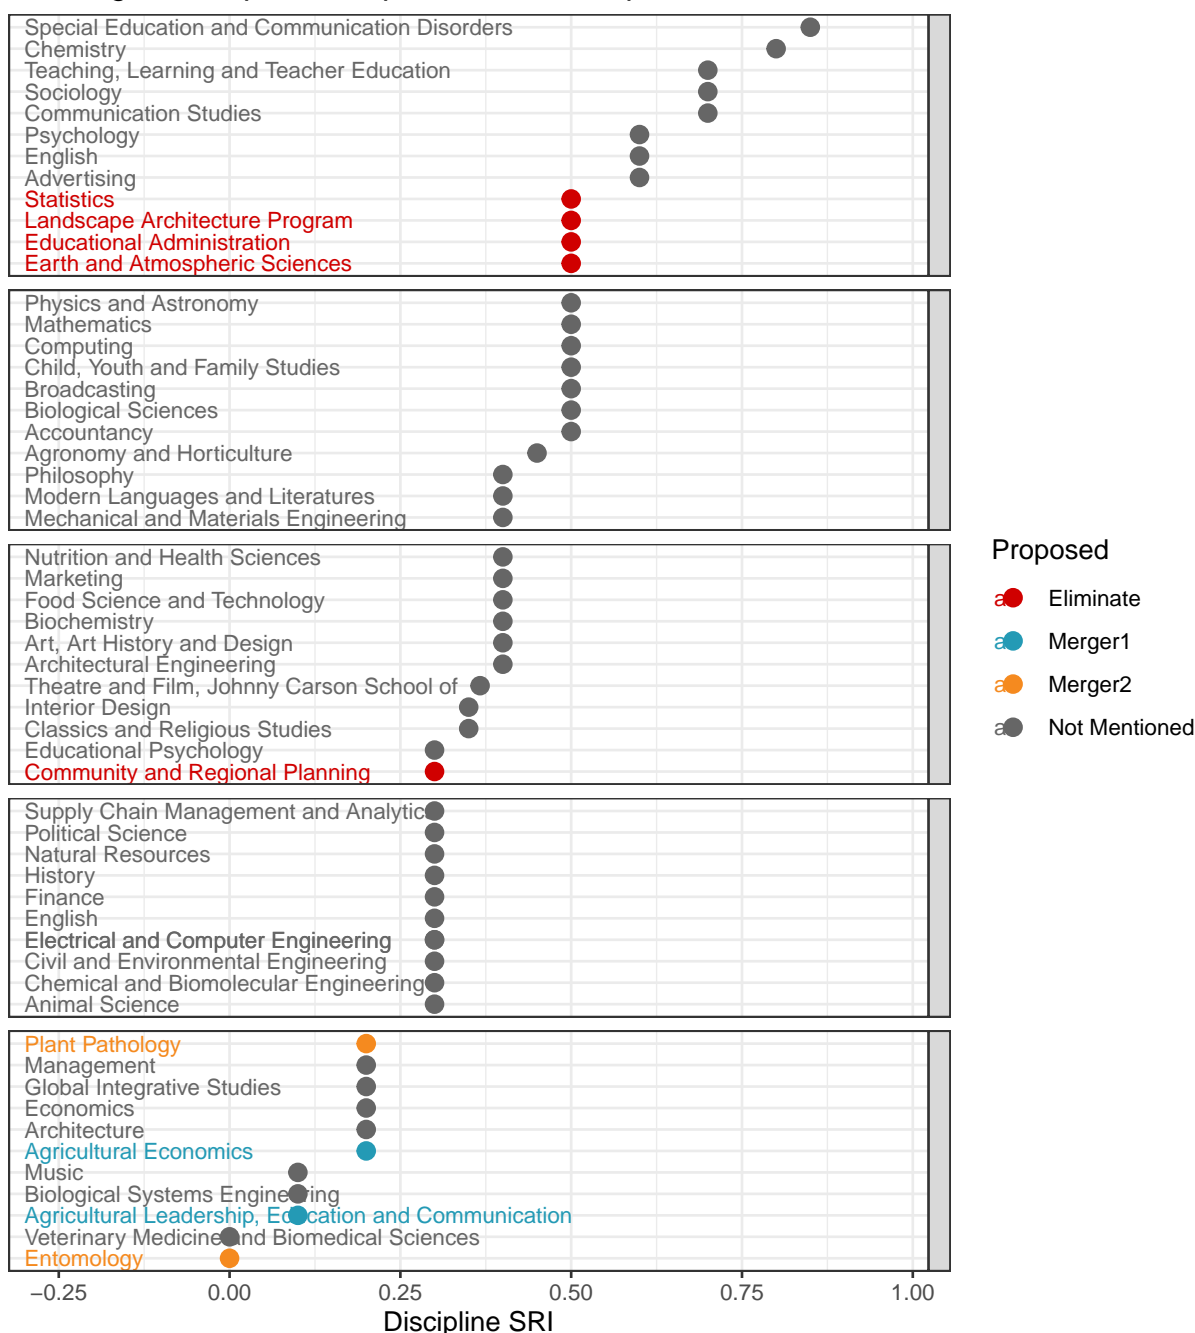 Special Education and Communication Disorders
Chemistry
Teaching, Learning and Teacher Education
Sociology
Communication Studies
Psychology
English
Advertising
Statistics
Landscape Architecture Program
Educational Administration
Earth and Atmospheric Sciences
Physics and Astronomy
Mathematics
Computing
Child, Youth and Family Studies
Broadcasting
Biological Sciences
Accountancy
Agronomy and Horticulture
Philosophy
Modern Languages and Literatures
Mechanical and Materials Engineering
Nutrition and Health Sciences
Marketing
Food Science and Technology
Biochemistry
Art, Art History and Design
Architectural Engineering
Theatre and Film, Johnny Carson School of
Interior Design
Classics and Religious Studies
Educational Psychology
Community and Regional Planning
Supply Chain Management and Analytics
Political Science
Natural Resources
History
Finance
English
Electrical and Computer Engineering
Civil and Environmental Engineering
Chemical and Biomolecular Engineering
Animal Science
Plant Pathology
Management
Global Integrative Studies
Economics
Architecture
Agricultural Economics
Music
Biological Systems Engineering
Agricultural Leadership, Education and Communication
Veterinary Medicine and Biomedical Sciences
Entomology
−0.25 0.00 0.25 0.50 0.75 1.00
Discipline SRI
Proposed
a Eliminate
a Merger1
a Merger2
a Not Mentioned